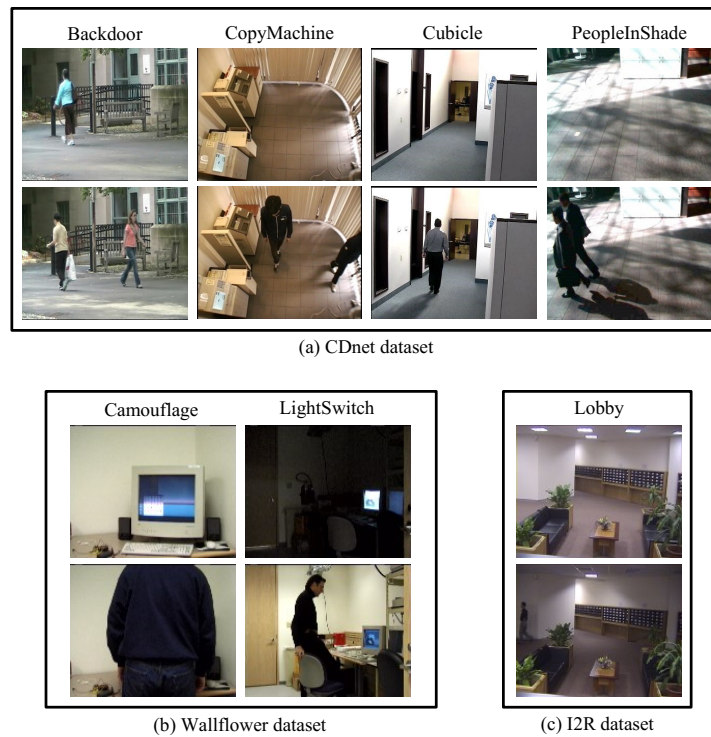 Backdoor CopyMachine Cubicle PeopleInShade
(a) CDnet dataset
Camouflage LightSwitch Lobby
(b) Wallflower dataset (c) I2R dataset